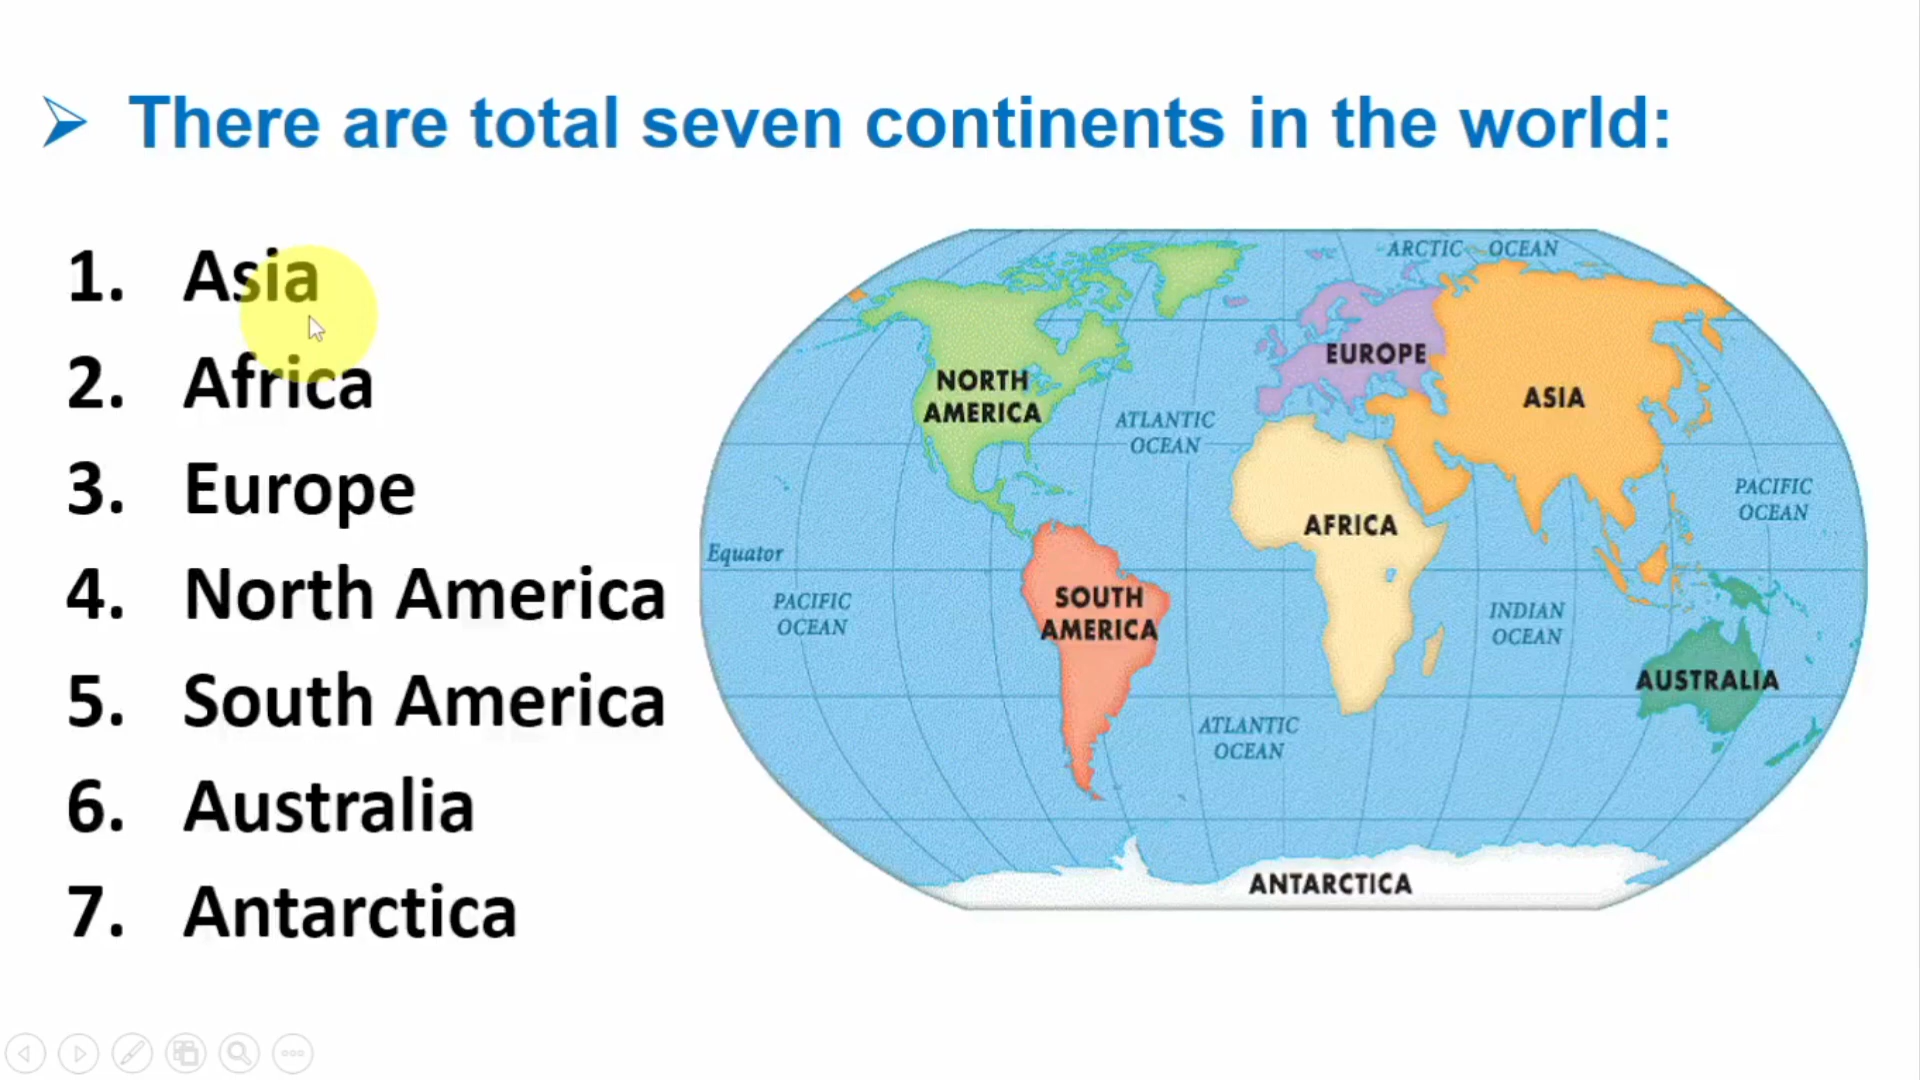 There are total seven continents in the world:
1. Asia
2. Africa
3. Europe
4. North America
5. South America
6. Australia
7. Antarctica
ARCTIC OCEAN
EUROPE
ASIA
NORTH
AMERICA
ATLANTIC
OCEAN
PACIFIC
OCEAN
AFRICA
Equator
SOUTH
AMERICA
PACIFIC
OCEAN
INDIAN
OCEAN
AUSTRALIA
ATLANTIC
OCEAN
ANTARCTICA